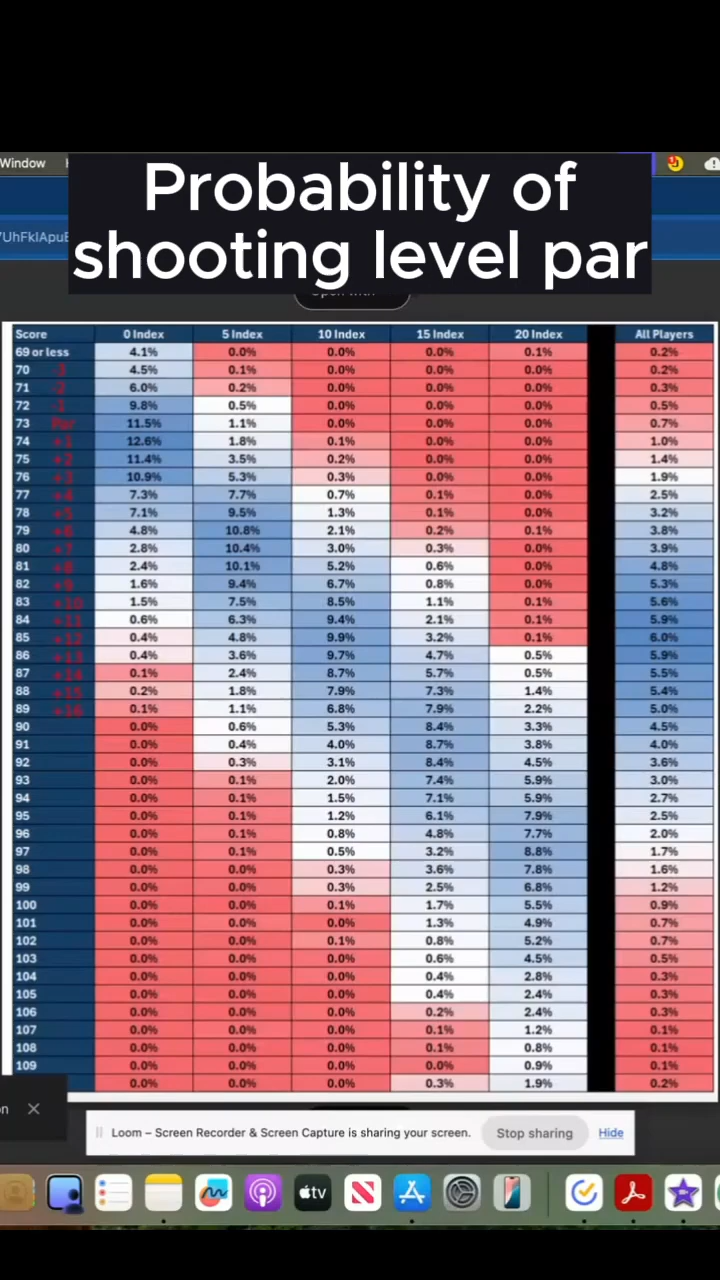 Window
Probability of
shooting level par
Score 0 Index 5 Index 10 Index 15 Index 20 Index All Players
69 or less 4.1% 0.0% 0.0% 0.0% 0.1% 0.2%
70 -3 4.5% 0.1% 0.0% 0.0% 0.0% 0.2%
71 -2 6.0% 0.2% 0.0% 0.0% 0.0% 0.3%
72 -1 9.8% 0.5% 0.0% 0.0% 0.0% 0.5%
73 Par 11.5% 1.1% 0.0% 0.0% 0.0% 0.7%
74 +1 12.6% 1.8% 0.1% 0.0% 0.0% 1.0%
75 +2 11.4% 3.5% 0.2% 0.0% 0.0% 1.4%
76 +3 10.9% 5.3% 0.3% 0.0% 0.0% 1.9%
77 +4 7.3% 7.7% 0.7% 0.1% 0.0% 2.5%
78 +5 7.1% 9.5% 1.3% 0.1% 0.0% 3.2%
79 +6 4.8% 10.8% 2.1% 0.2% 0.1% 3.8%
80 +7 2.8% 10.4% 3.0% 0.3% 0.0% 3.9%
81 +8 2.4% 10.1% 5.2% 0.6% 0.0% 4.8%
82 +9 1.6% 9.4% 6.7% 0.8% 0.0% 5.3%
83 +10 1.5% 7.5% 8.5% 1.1% 0.1% 5.6%
84 +11 0.6% 6.3% 9.4% 2.1% 0.1% 5.9%
85 +12 0.4% 4.8% 9.9% 3.2% 0.1% 6.0%
86 +13 0.4% 3.6% 9.7% 4.7% 0.5% 5.9%
87 +14 0.1% 2.4% 8.7% 5.7% 0.5% 5.5%
88 +15 0.2% 1.8% 7.9% 7.3% 1.4% 5.4%
89 +16 0.1% 1.1% 6.8% 7.9% 2.2% 5.0%
90 0.0% 0.6% 5.3% 8.4% 3.3% 4.5%
91 0.0% 0.4% 4.0% 8.7% 3.8% 4.0%
92 0.0% 0.3% 3.1% 8.4% 4.5% 3.6%
93 0.0% 0.1% 2.0% 7.4% 5.9% 3.0%
94 0.0% 0.1% 1.5% 7.1% 5.9% 2.7%
95 0.0% 0.1% 1.2% 6.1% 7.9% 2.5%
96 0.0% 0.1% 0.8% 4.8% 7.7% 2.0%
97 0.0% 0.1% 0.5% 3.2% 8.8% 1.7%
98 0.0% 0.0% 0.3% 3.6% 7.8% 1.6%
99 0.0% 0.0% 0.3% 2.5% 6.8% 1.2%
100 0.0% 0.0% 0.1% 1.7% 5.5% 0.9%
101 0.0% 0.0% 0.0% 1.3% 4.9% 0.7%
102 0.0% 0.0% 0.1% 0.8% 5.2% 0.7%
103 0.0% 0.0% 0.0% 0.6% 4.5% 0.5%
104 0.0% 0.0% 0.0% 0.4% 2.8% 0.3%
105 0.0% 0.0% 0.0% 0.4% 2.4% 0.3%
106 0.0% 0.0% 0.0% 0.2% 2.4% 0.3%
107 0.0% 0.0% 0.0% 0.1% 1.2% 0.1%
108 0.0% 0.0% 0.0% 0.1% 0.8% 0.1%
109 0.0% 0.0% 0.0% 0.0% 0.9% 0.1%
0.0% 0.0% 0.0% 0.3% 1.9% 0.2%
Loom – Screen Recorder & Screen Capture is sharing your screen. Stop sharing Hide
tv